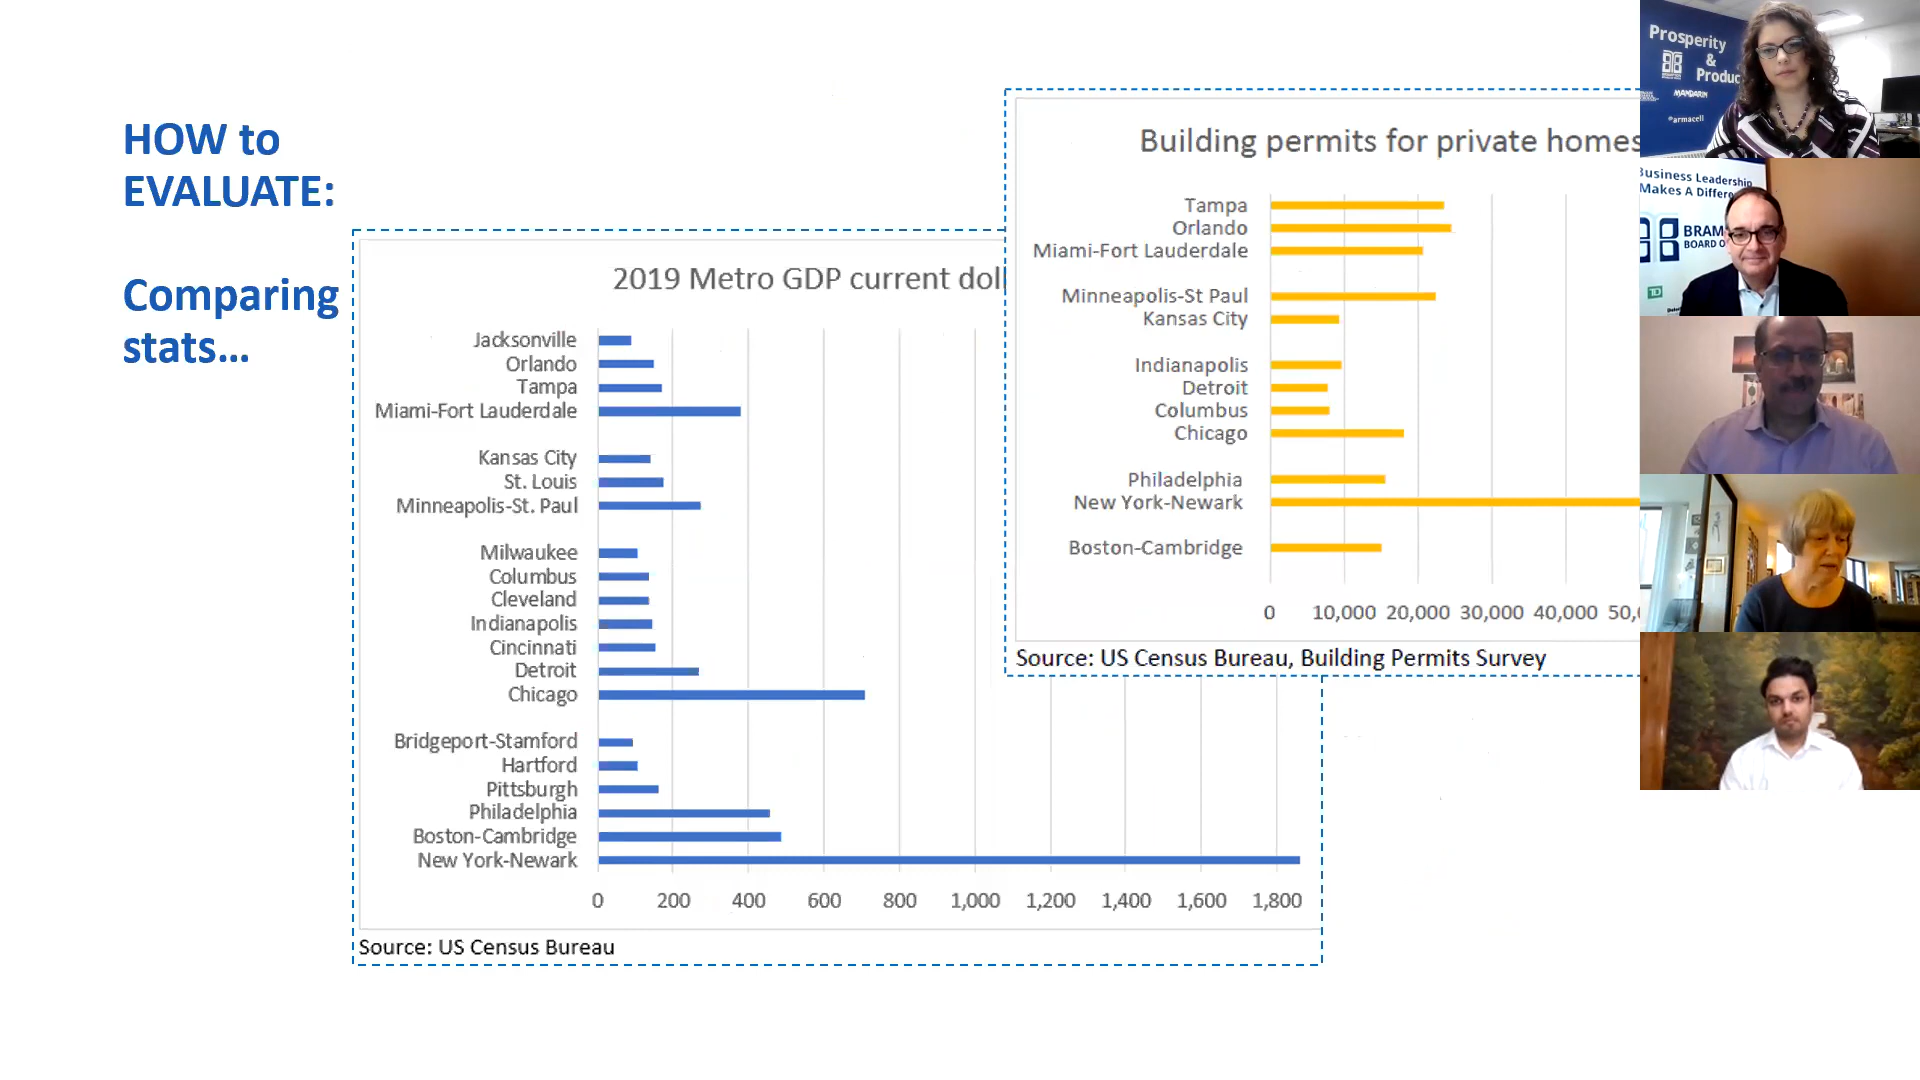 HOW to
EVALUATE:
Comparing
stats...
2019 Metro GDP current
Jacksonville
Orlando
Tampa
Miami-Fort Lauderdale
Kansas City
St. Louis
Minneapolis-St. Paul
Milwaukee
Columbus
Cleveland
Indianapolis
Cincinnati
Detroit
Chicago
Bridgeport-Stamford
Hartford
Pittsburgh
Philadelphia
Boston-Cambridge
New York-Newark
0 200 400 600 800 1,000 1,200 1,400 1,600 1,800
Source: US Census Bureau
Building permits for private homes
Tampa
Orlando
Miami-Fort Lauderdale
Minneapolis-St Paul
Kansas City
Indianapolis
Detroit
Columbus
Chicago
Philadelphia
New York-Newark
Boston-Cambridge
0 10,000 20,000 30,000 40,000
Source: US Census Bureau, Building Permits Survey
Prosperity
&
MANDARIN
armacell
Business Leadership
Makes A
BOARD
TD